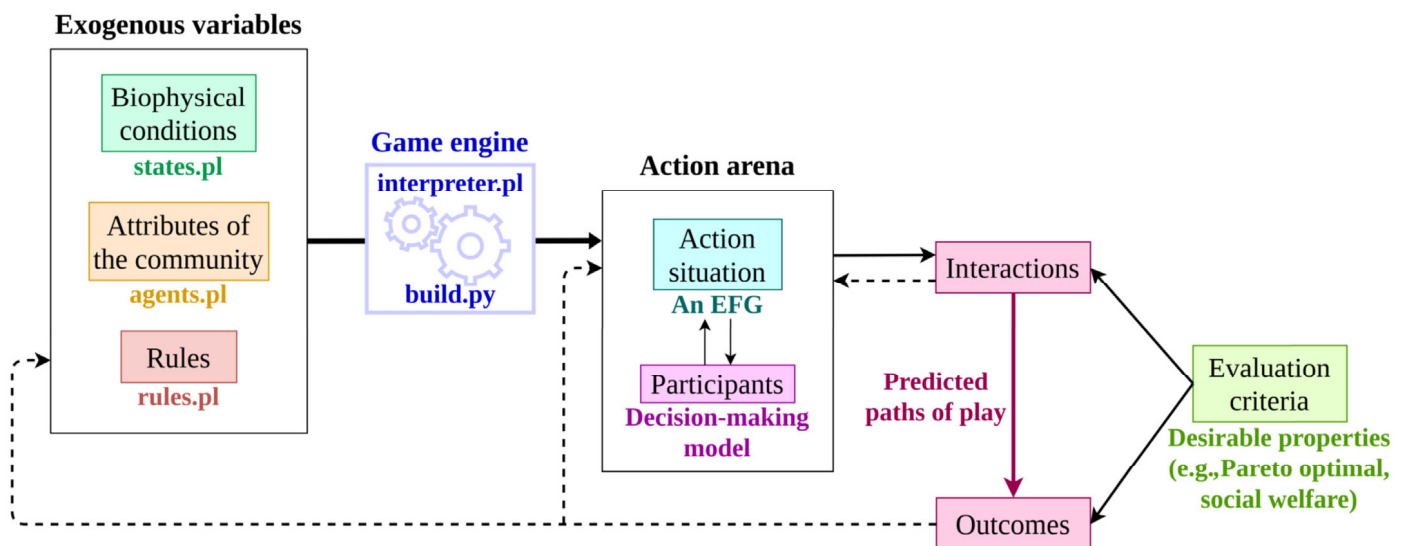 Exogenous variables
Biophysical
conditions
states.pl
Attributes of
the community
agents.pl
Rules
rules.pl
Game engine
interpreter.pl
build.py
Action arena
Action
situation
An EFG
Participants
Decision-making
model
Interactions
Predicted
paths of play
Outcomes
Evaluation
criteria
Desirable properties
(e.g.,Pareto optimal,
social welfare)